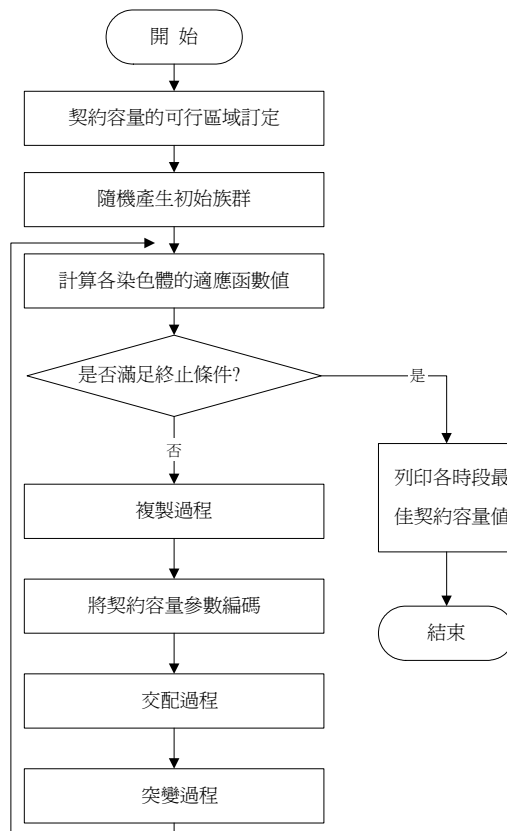 開 始
契約容量的可行區域訂定
隨機產生初始族群
計算各染色體的適應函數值
是否滿足終止條件?
是
否
列印各時段最
佳契約容量值
複製過程
將契約容量參數編碼
結束
交配過程
突變過程